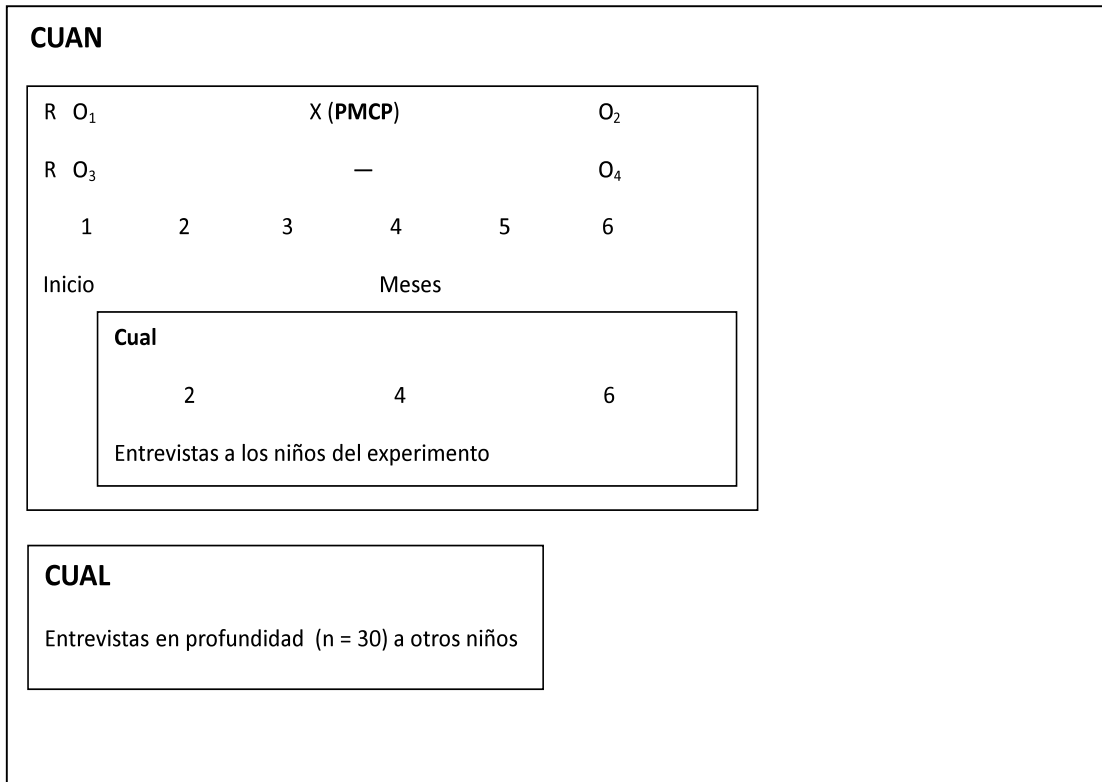 CUAN
R O₁ X (PMCP) O₂
R O₃ — O₄
1 2 3 4 5 6
Inicio Meses
Cual
2 4 6
Entrevistas a los niños del experimento
CUAL
Entrevistas en profundidad (n = 30) a otros niños